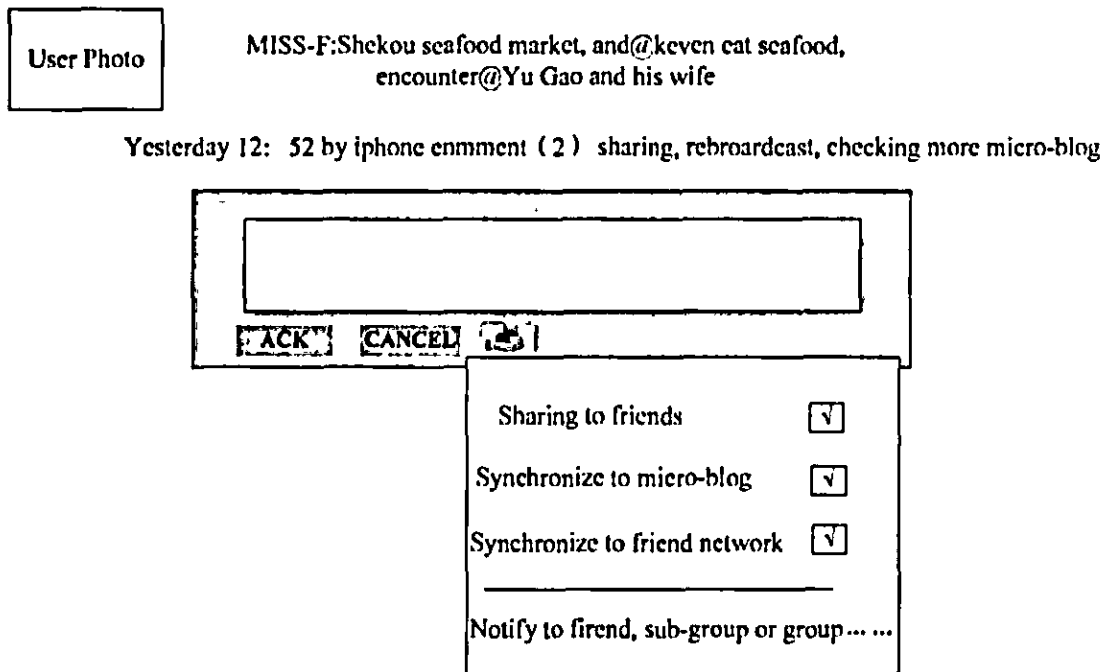 User Photo
MISS-F:Shekou seafood market, and@keven eat seafood,
encounter@Yu Gao and his wife
Yesterday 12: 52 by iphone enmment (2) sharing, rebroardcast, checking more micro-blog
ACK CANCEL
Sharing to friends √
Synchronize to micro-blog √
Synchronize to friend network √
Notify to firend, sub-group or group... ...